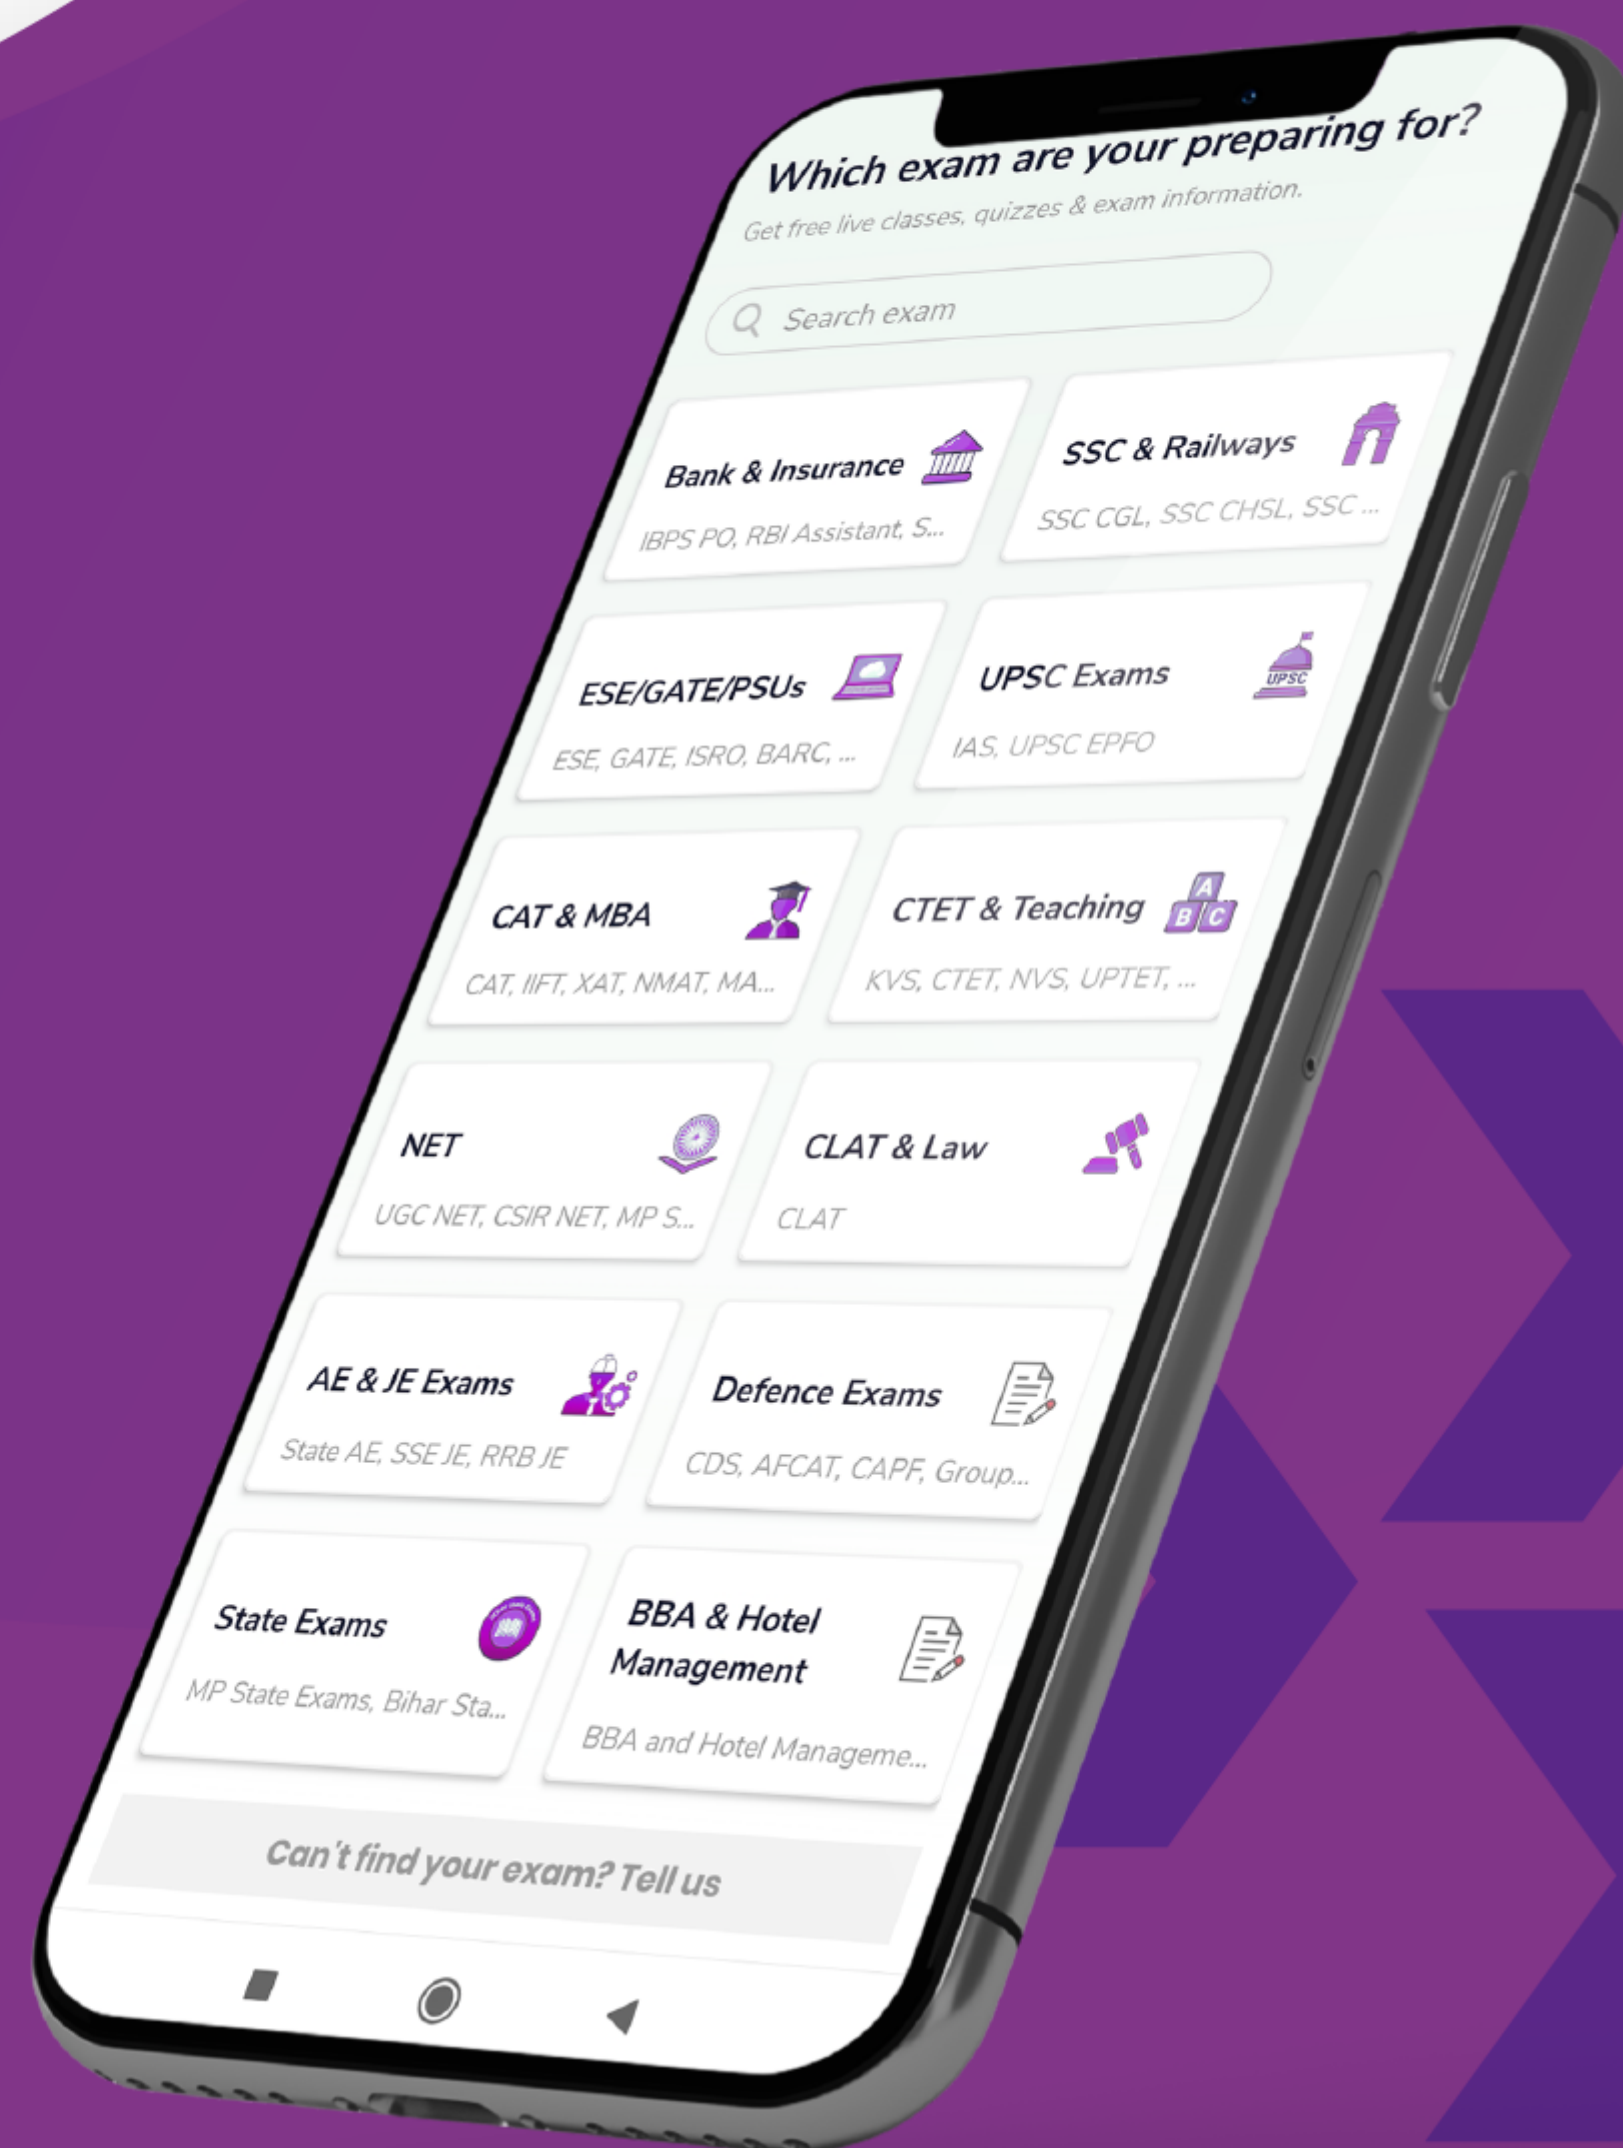 Which exam are your preparing for?
Get free live classes, quizzes & exam information.
Search exam
Bank & Insurance
IBPS PO, RBI Assistant, S...
SSC & Railways
SSC CGL, SSC CHSL, SSC ...
ESE/GATE/PSUs
ESE, GATE, ISRO, BARC, ...
UPSC Exams
UPSC
IAS, UPSC EPFO
CAT & MBA
CAT, IIFT, XAT, NMAT, MA...
CTET & Teaching
A
B C
KVS, CTET, NVS, UPTET, ...
NET
UGC NET, CSIR NET, MP S...
CLAT & Law
CLAT
AE & JE Exams
State AE, SSE JE, RRB JE
Defence Exams
CDS, AFCAT, CAPF, Group...
State Exams
MP State Exams, Bihar Sta...
BBA & Hotel
Management
BBA and Hotel Manageme...
Can't find your exam? Tell us